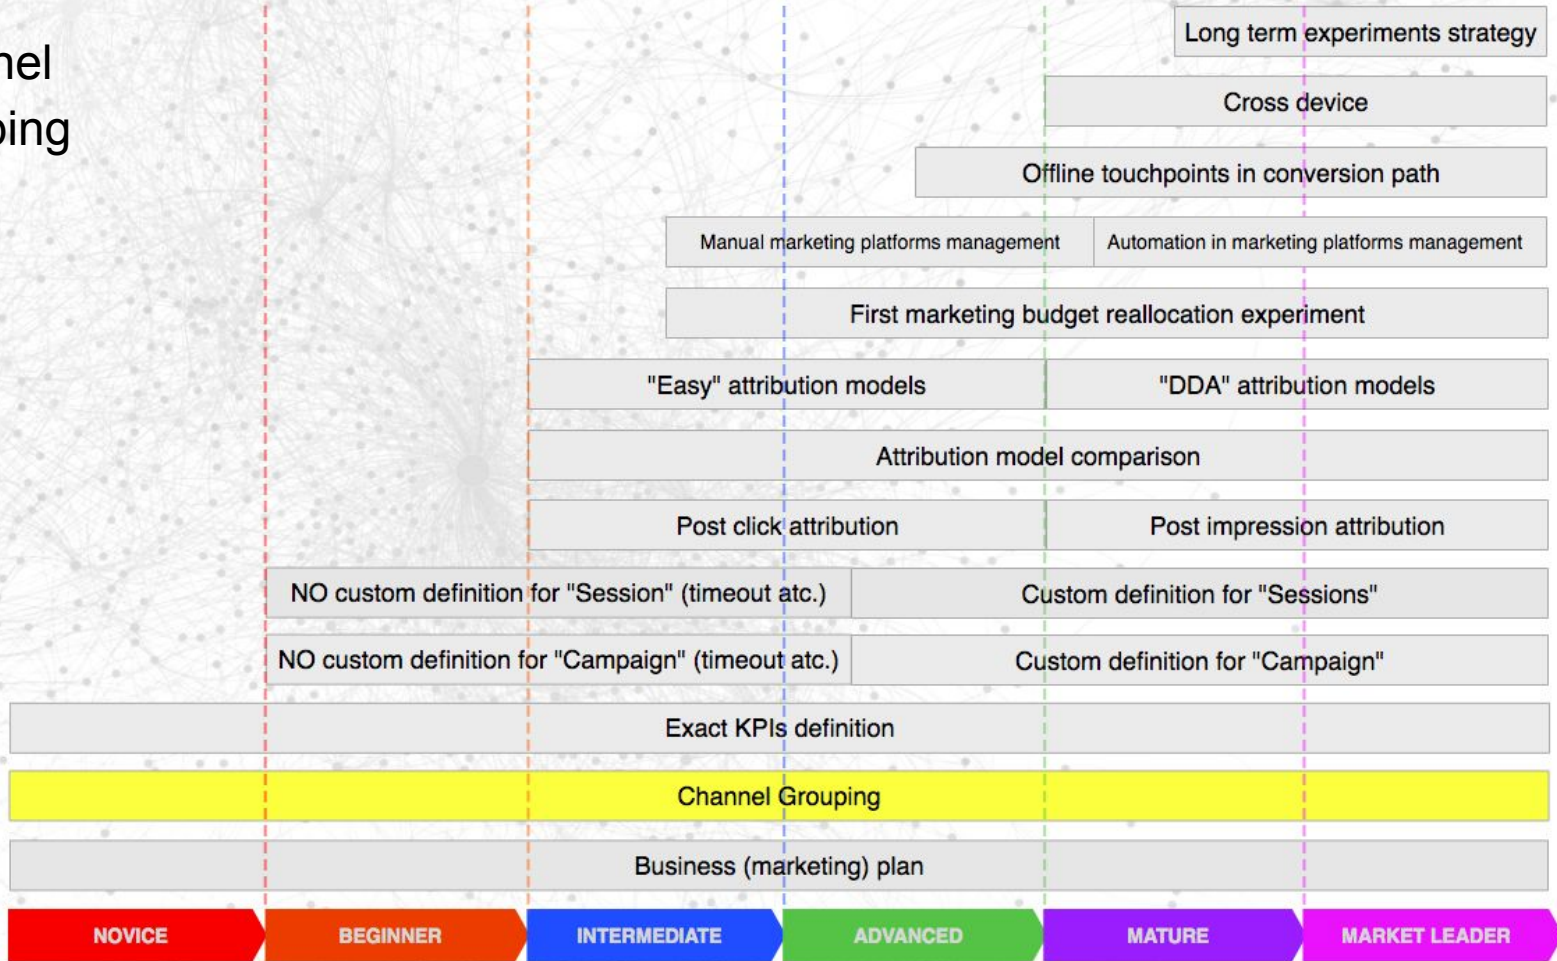 nel
ping
Long term experiments strategy
Cross device
Offline touchpoints in conversion path
Manual marketing platforms management
Automation in marketing platforms management
First marketing budget reallocation experiment
"Easy" attribution models
"DDA" attribution models
Attribution model comparison
Post click attribution
Post impression attribution
NO custom definition for "Session" (timeout atc.)
Custom definition for "Sessions"
NO custom definition for "Campaign" (timeout atc.)
Custom definition for "Campaign"
Exact KPIs definition
Channel Grouping
Business (marketing) plan
NOVICE
BEGINNER
INTERMEDIATE
ADVANCED
MATURE
MARKET LEADER